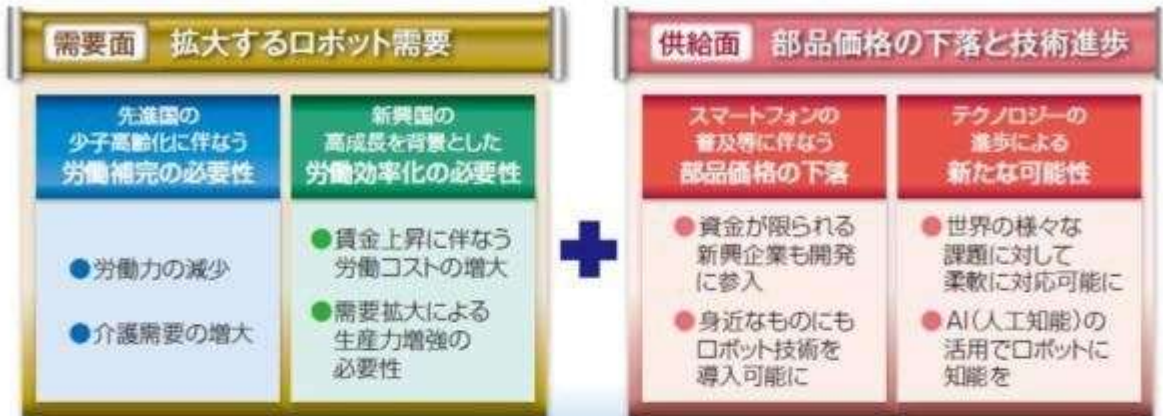 需要面 拡大するロボット需要
先進国の
少子高齢化に伴なう
労働補完の必要性
●労働力の減少
●介護需要の増大
新興国の
高成長を背景とした
労働効率化の必要性
●賃金上昇に伴なう
労働コストの増大
●需要拡大による
生産力増強の
必要性
供給面 部品価格の下落と技術進歩
スマートフォンの
普及等に伴なう
部品価格の下落
●資金が限られる
新興企業も開発
に参入
●身近なものにも
ロボット技術を
導入可能に
テクノロジーの
進歩による
新たな可能性
●世界の様々な
課題に対して
柔軟に対応可能に
●AI(人工知能)の
活用でロボットに
知能を